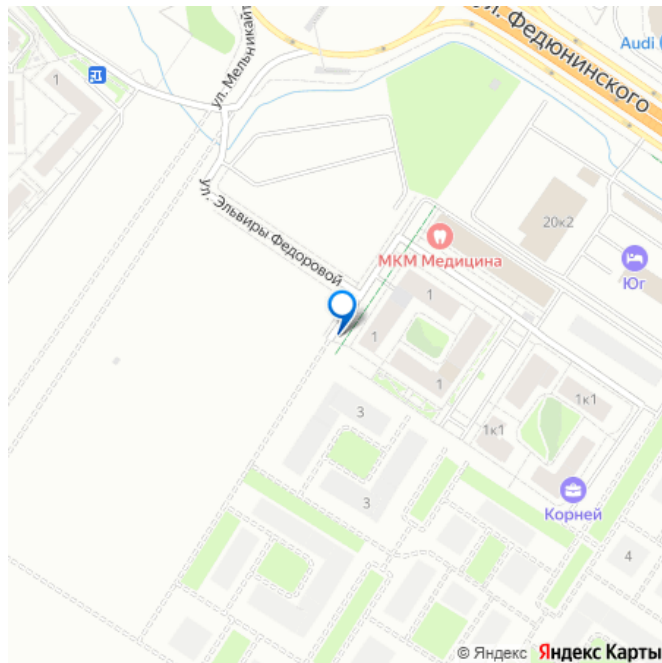 л. Федюнинского
Audi
ул. Мельникайт
1
ул. Эльвиры Федоровой
20к2
МКМ Медицина
Юг
1
1
1
1к1
3
1к1
3
Корней
4
© Яндекс Яндекс Карты